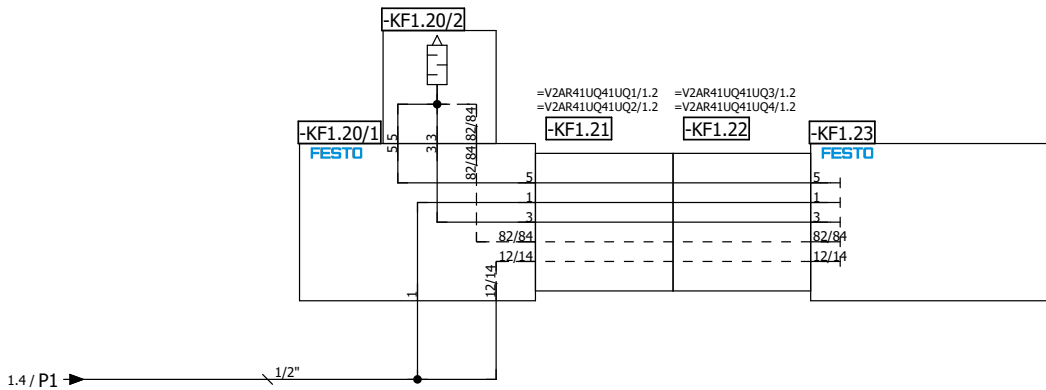 -KF1.20/2
=V2AR41UQ41UQ1/1.2 =V2AR41UQ41UQ3/1.2
=V2AR41UQ41UQ2/1.2 =V2AR41UQ41UQ4/1.2
-KF1.20/1 -KF1.21 -KF1.22 -KF1.23
5 3 82/84
5 3 82/84
FESTO FESTO
5 5
1 1
3 3
82/84 82/84
12/14 12/14
1 12/14
1.4 / P1 1/2"